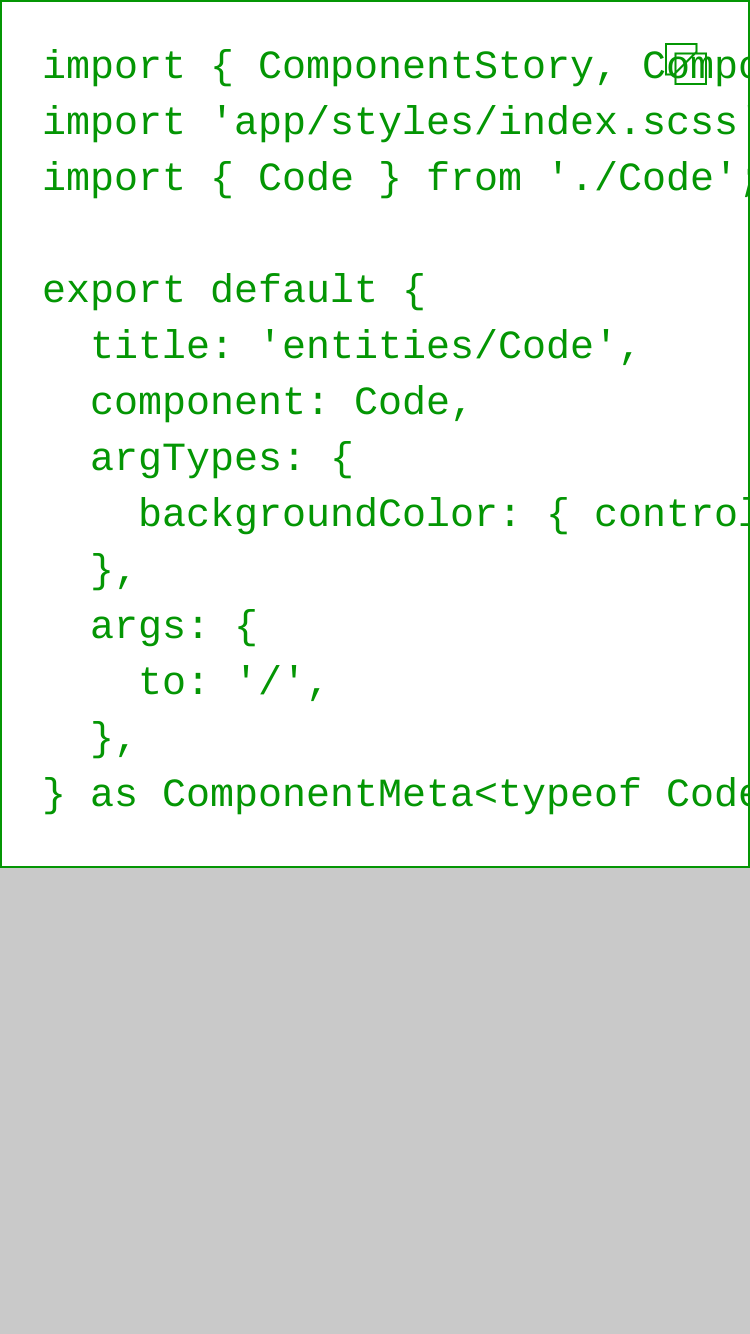 import { ComponentStory, Compo
import 'app/styles/index.scss
import { Code } from './Code';
export default {
  title: 'entities/Code',
  component: Code,
  argTypes: {
    backgroundColor: { control
  },
  args: {
    to: '/',
  },
} as ComponentMeta<typeof Code